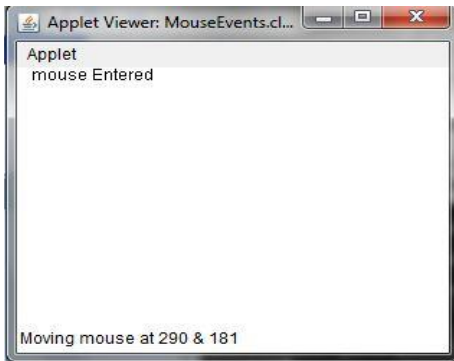 Applet Viewer: MouseEvents.cl...
Applet
mouse Entered
Moving mouse at 290 & 181